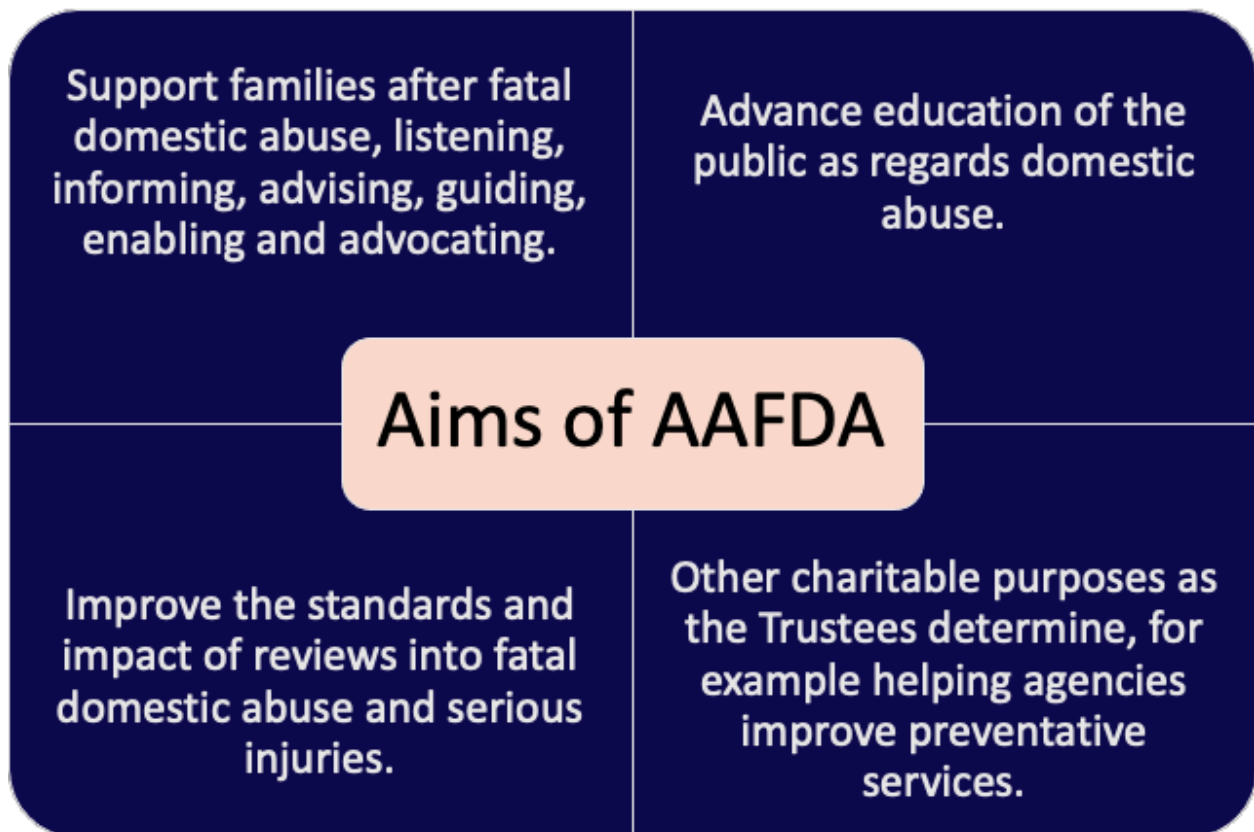 Support families after fatal
domestic abuse, listening,
informing, advising, guiding,
enabling and advocating.
Advance education of the
public as regards domestic
abuse.
Aims of AAFDA
Improve the standards and
impact of reviews into fatal
domestic abuse and serious
injuries.
Other charitable purposes as
the Trustees determine, for
example helping agencies
improve preventative
services.